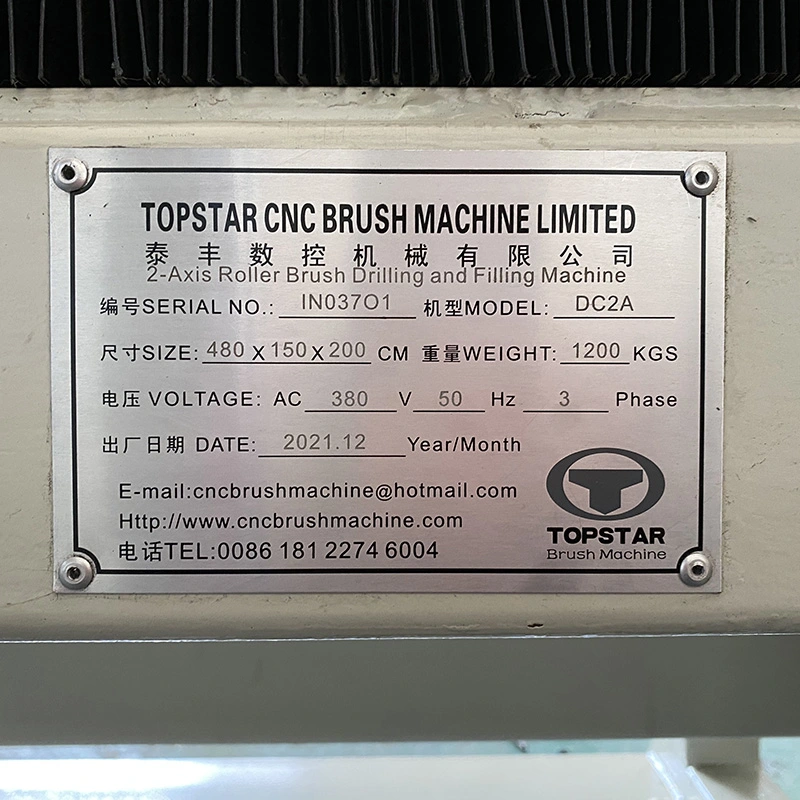 TOPSTAR CNC BRUSH MACHINE LIMITED
泰丰数控机械有限公司
2-Axis Roller Brush Drilling and Filling Machine
编号SERIAL NO.: IN037O1 机型MODEL: DC2A
尺寸SIZE: 480 X 150 X 200 CM 重量WEIGHT: 1200 KGS
电压 VOLTAGE: AC 380 V 50 Hz 3 Phase
出厂日期 DATE: 2021.12 Year/Month
E-mail:cncbrushmachine@hotmail.com
Http://www.cncbrushmachine.com
电话TEL:0086 181 2274 6004
TOPSTAR
Brush Machine